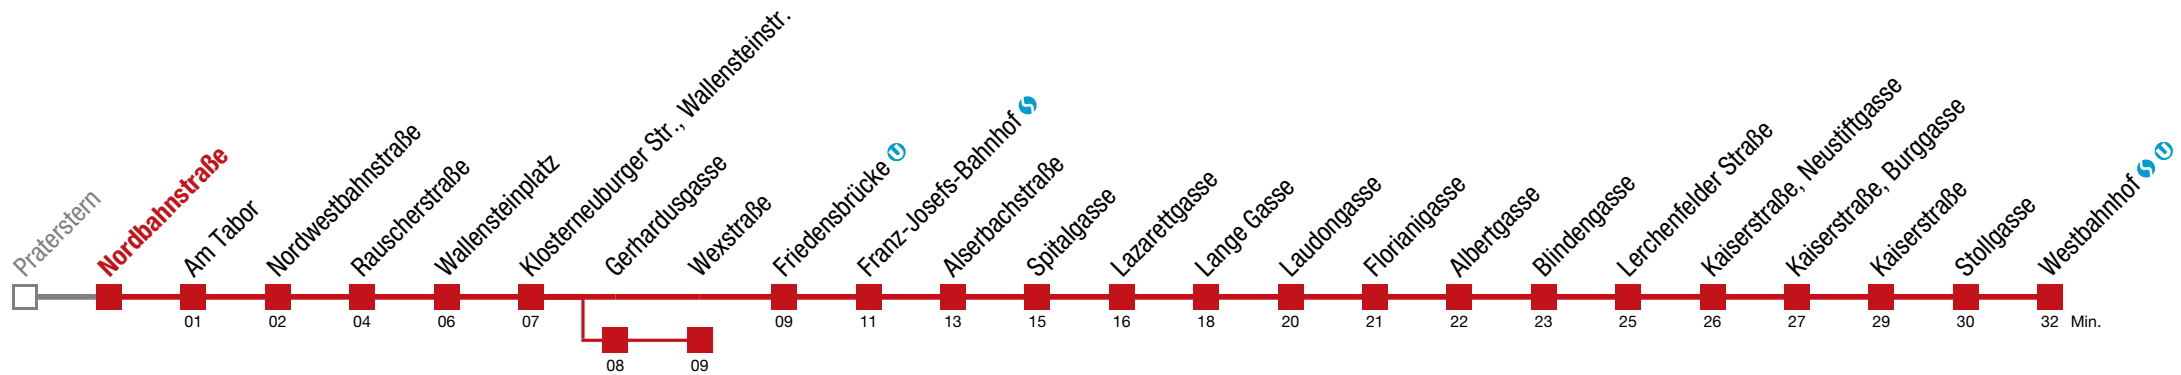 Praterstern
Nordbahnstraße
Am Tabor
Nordwestbahnstraße
Rauscherstraße
Wallensteinplatz
Klosterneuburger Str., Wallensteinstr.
Gerhardusgasse
Wexstraße
Friedensbrücke U
Franz-Josefs-Bahnhof S
Alserbachstraße
Spitalgasse
Lazarettgasse
Lange Gasse
Laudongasse
Florianigasse
Albertgasse
Blindengasse
Lerchenfelder Straße
Kaiserstraße, Neustiftgasse
Kaiserstraße, Burggasse
Kaiserstraße
Stollgasse
Westbahnhof S U
01 02 04 06 07 09 11 13 15 16 18 20 21 22 23 25 26 27 29 30 32 Min.
08 09